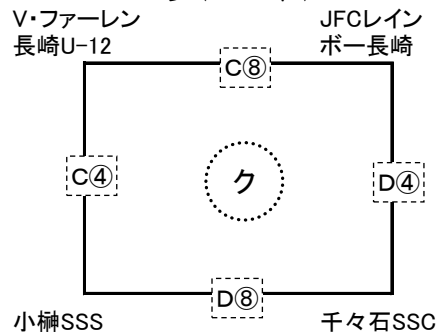 V・ファーレン
長崎U-12
JFCレイン
ボー長崎
C⑧
C④
ク
D④
D⑧
小榊SSS
千々石SSC